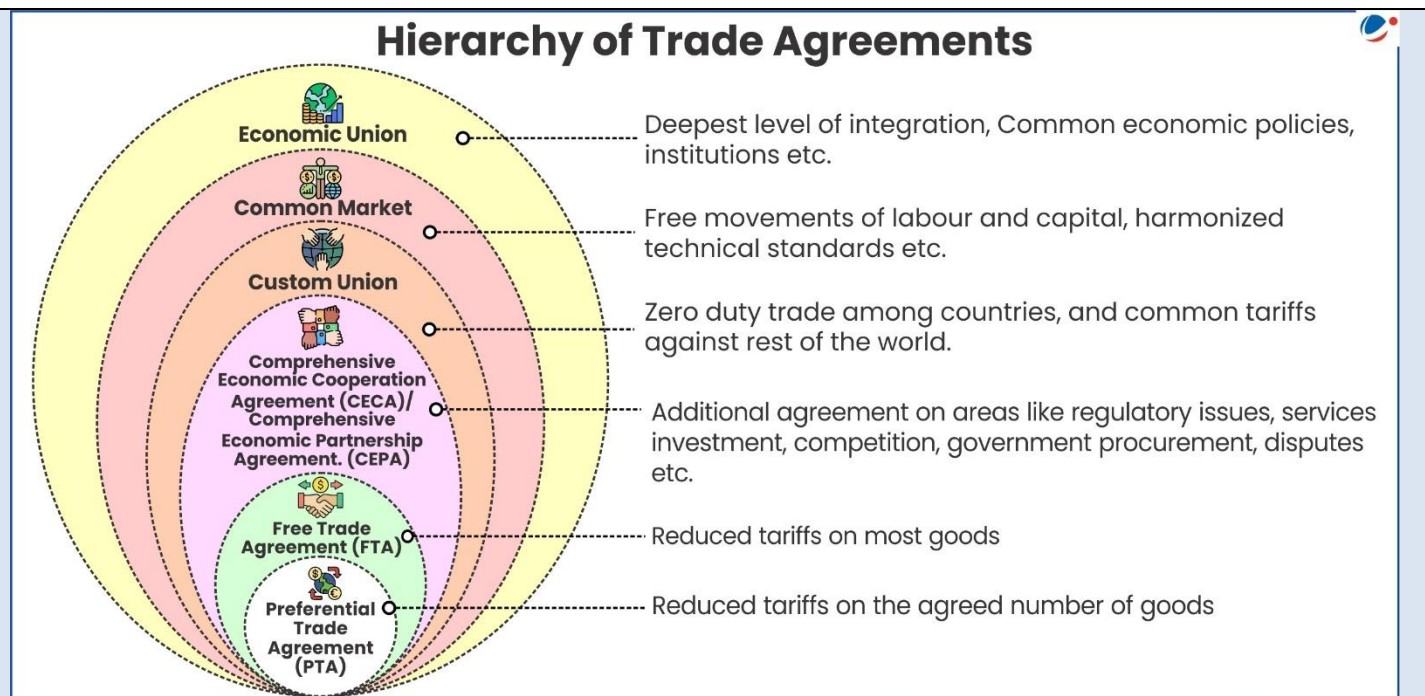 Hierarchy of Trade Agreements
Economic Union
Deepest level of integration, Common economic policies,
institutions etc.
Common Market
Free movements of labour and capital, harmonized
technical standards etc.
Custom Union
Zero duty trade among countries, and common tariffs
against rest of the world.
Comprehensive
Economic Cooperation
Agreement (CECA)/
Comprehensive
Economic Partnership
Agreement. (CEPA)
Additional agreement on areas like regulatory issues, services
investment, competition, government procurement, disputes
etc.
Free Trade
Agreement (FTA)
Reduced tariffs on most goods
Preferential
Trade
Agreement
(PTA)
Reduced tariffs on the agreed number of goods